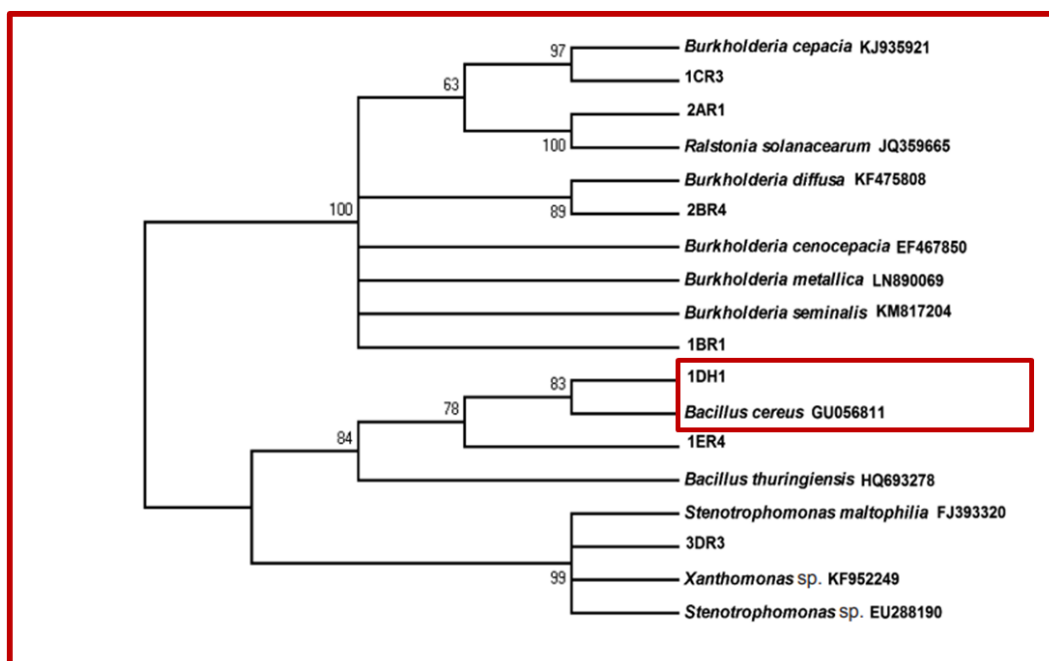 Burkholderia cepacia KJ935921
97
1CR3
63
2AR1
100
Ralstonia solanacearum JQ359665
Burkholderia diffusa KF475808
100
89
2BR4
Burkholderia cenocepacia EF467850
Burkholderia metallica LN890069
Burkholderia seminalis KM817204
1BR1
1DH1
83
Bacillus cereus GU056811
78
1ER4
84
Bacillus thuringiensis HQ693278
Stenotrophomonas maltophilia FJ393320
3DR3
99
Xanthomonas sp. KF952249
Stenotrophomonas sp. EU288190